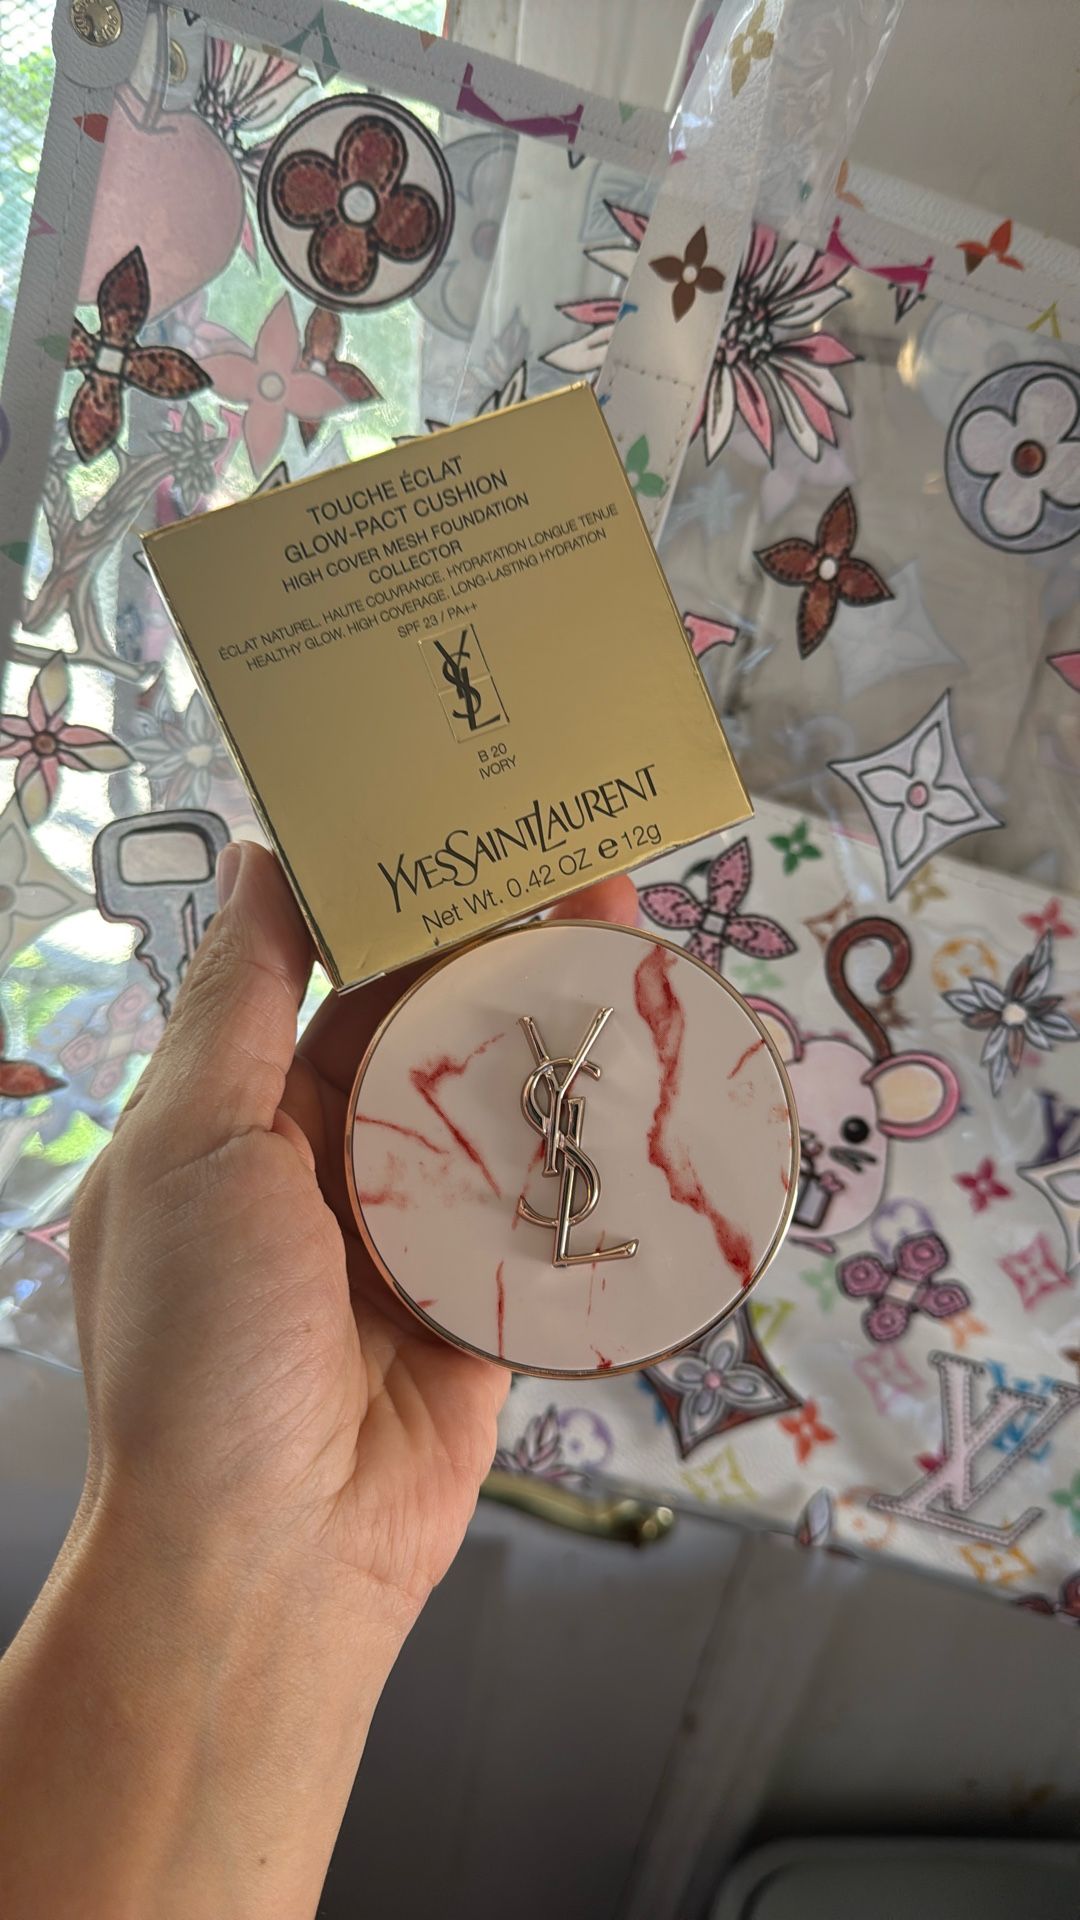 TOUCHE ÉCLAT
GLOW-PACT CUSHION
HIGH COVER MESH FOUNDATION
COLLECTOR
ÉCLAT NATUREL. HAUTE COUVRANCE. HYDRATATION LONGUE TENUE
HEALTHY GLOW. HIGH COVERAGE. LONG-LASTING HYDRATION
SPF 23 / PA++
YSL
B 20
IVORY
YVESSAINTLAURENT
Net Wt. 0.42 OZ e 12g
YSL
LV